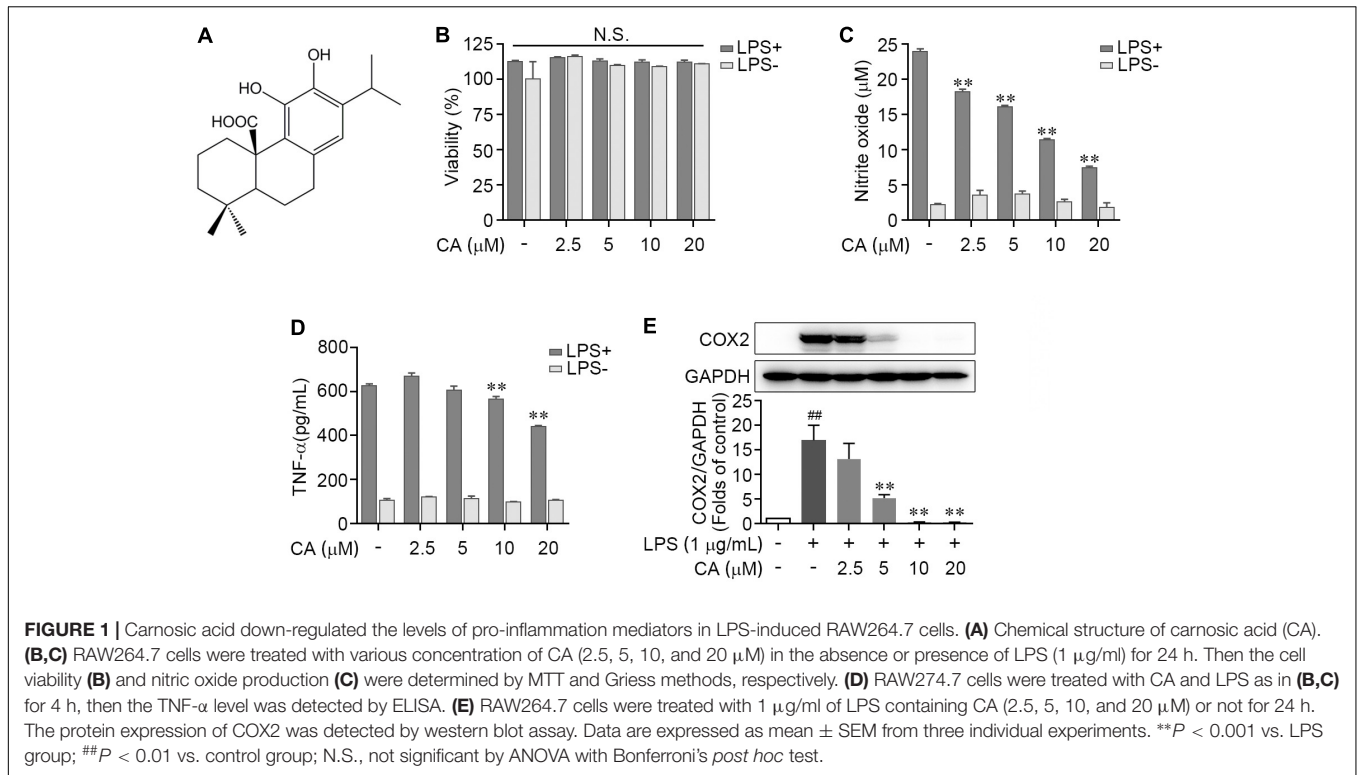 A
OH
HO
HOOC
B
N.S.
LPS+
LPS-
Viability (%)
125
100
75
50
25
0
CA (μM) - 2.5 5 10 20
C
LPS+
LPS-
Nitrite oxide (μM)
25
20
15
10
5
0
** ** ** **
CA (μM) - 2.5 5 10 20
D
LPS+
LPS-
TNF-α(pg/mL)
800
600
400
200
0
** **
CA (μM) - 2.5 5 10 20
E
COX2
GAPDH
COX2/GAPDH
(Folds of control)
25
20
15
10
5
0
##
** ** **
LPS (1 μg/mL) - + + + + +
CA (μM) - - 2.5 5 10 20
FIGURE 1 | Carnosic acid down-regulated the levels of pro-inflammation mediators in LPS-induced RAW264.7 cells. (A) Chemical structure of carnosic acid (CA).
(B,C) RAW264.7 cells were treated with various concentration of CA (2.5, 5, 10, and 20 μM) in the absence or presence of LPS (1 μg/ml) for 24 h. Then the cell
viability (B) and nitric oxide production (C) were determined by MTT and Griess methods, respectively. (D) RAW274.7 cells were treated with CA and LPS as in (B,C)
for 4 h, then the TNF-α level was detected by ELISA. (E) RAW264.7 cells were treated with 1 μg/ml of LPS containing CA (2.5, 5, 10, and 20 μM) or not for 24 h.
The protein expression of COX2 was detected by western blot assay. Data are expressed as mean ± SEM from three individual experiments. **P < 0.001 vs. LPS
group; ##P < 0.01 vs. control group; N.S., not significant by ANOVA with Bonferroni's post hoc test.